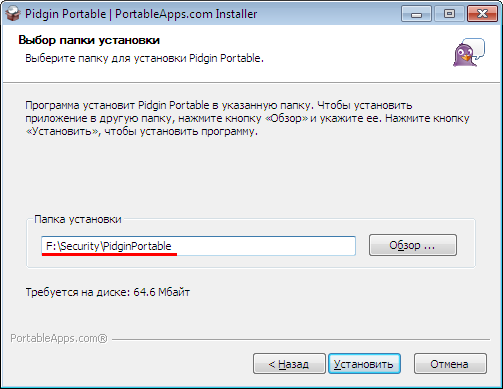 Pidgin Portable | PortableApps.com Installer
Выбор папки установки
Выберите папку для установки Pidgin Portable.
Программа установит Pidgin Portable в указанную папку. Чтобы установить
приложение в другую папку, нажмите кнопку «Обзор» и укажите ее. Нажмите кнопку
«Установить», чтобы установить программу.
Папка установки
F:\Security\PidginPortable
Обзор ...
Требуется на диске: 64.6 Мбайт
PortableApps.com®
< Назад
Установить
Отмена